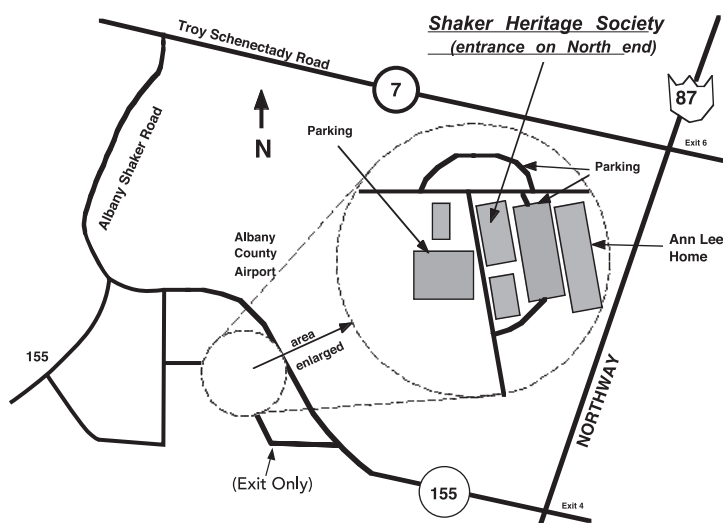 Shaker Heritage Society
(entrance on North end)
Troy Schenectady Road
7
87
Exit 6
N
Parking
Parking
Albany Shaker Road
Albany
County
Airport
Ann Lee
Home
area
enlarged
155
NORTHWAY
(Exit Only)
155
Exit 4